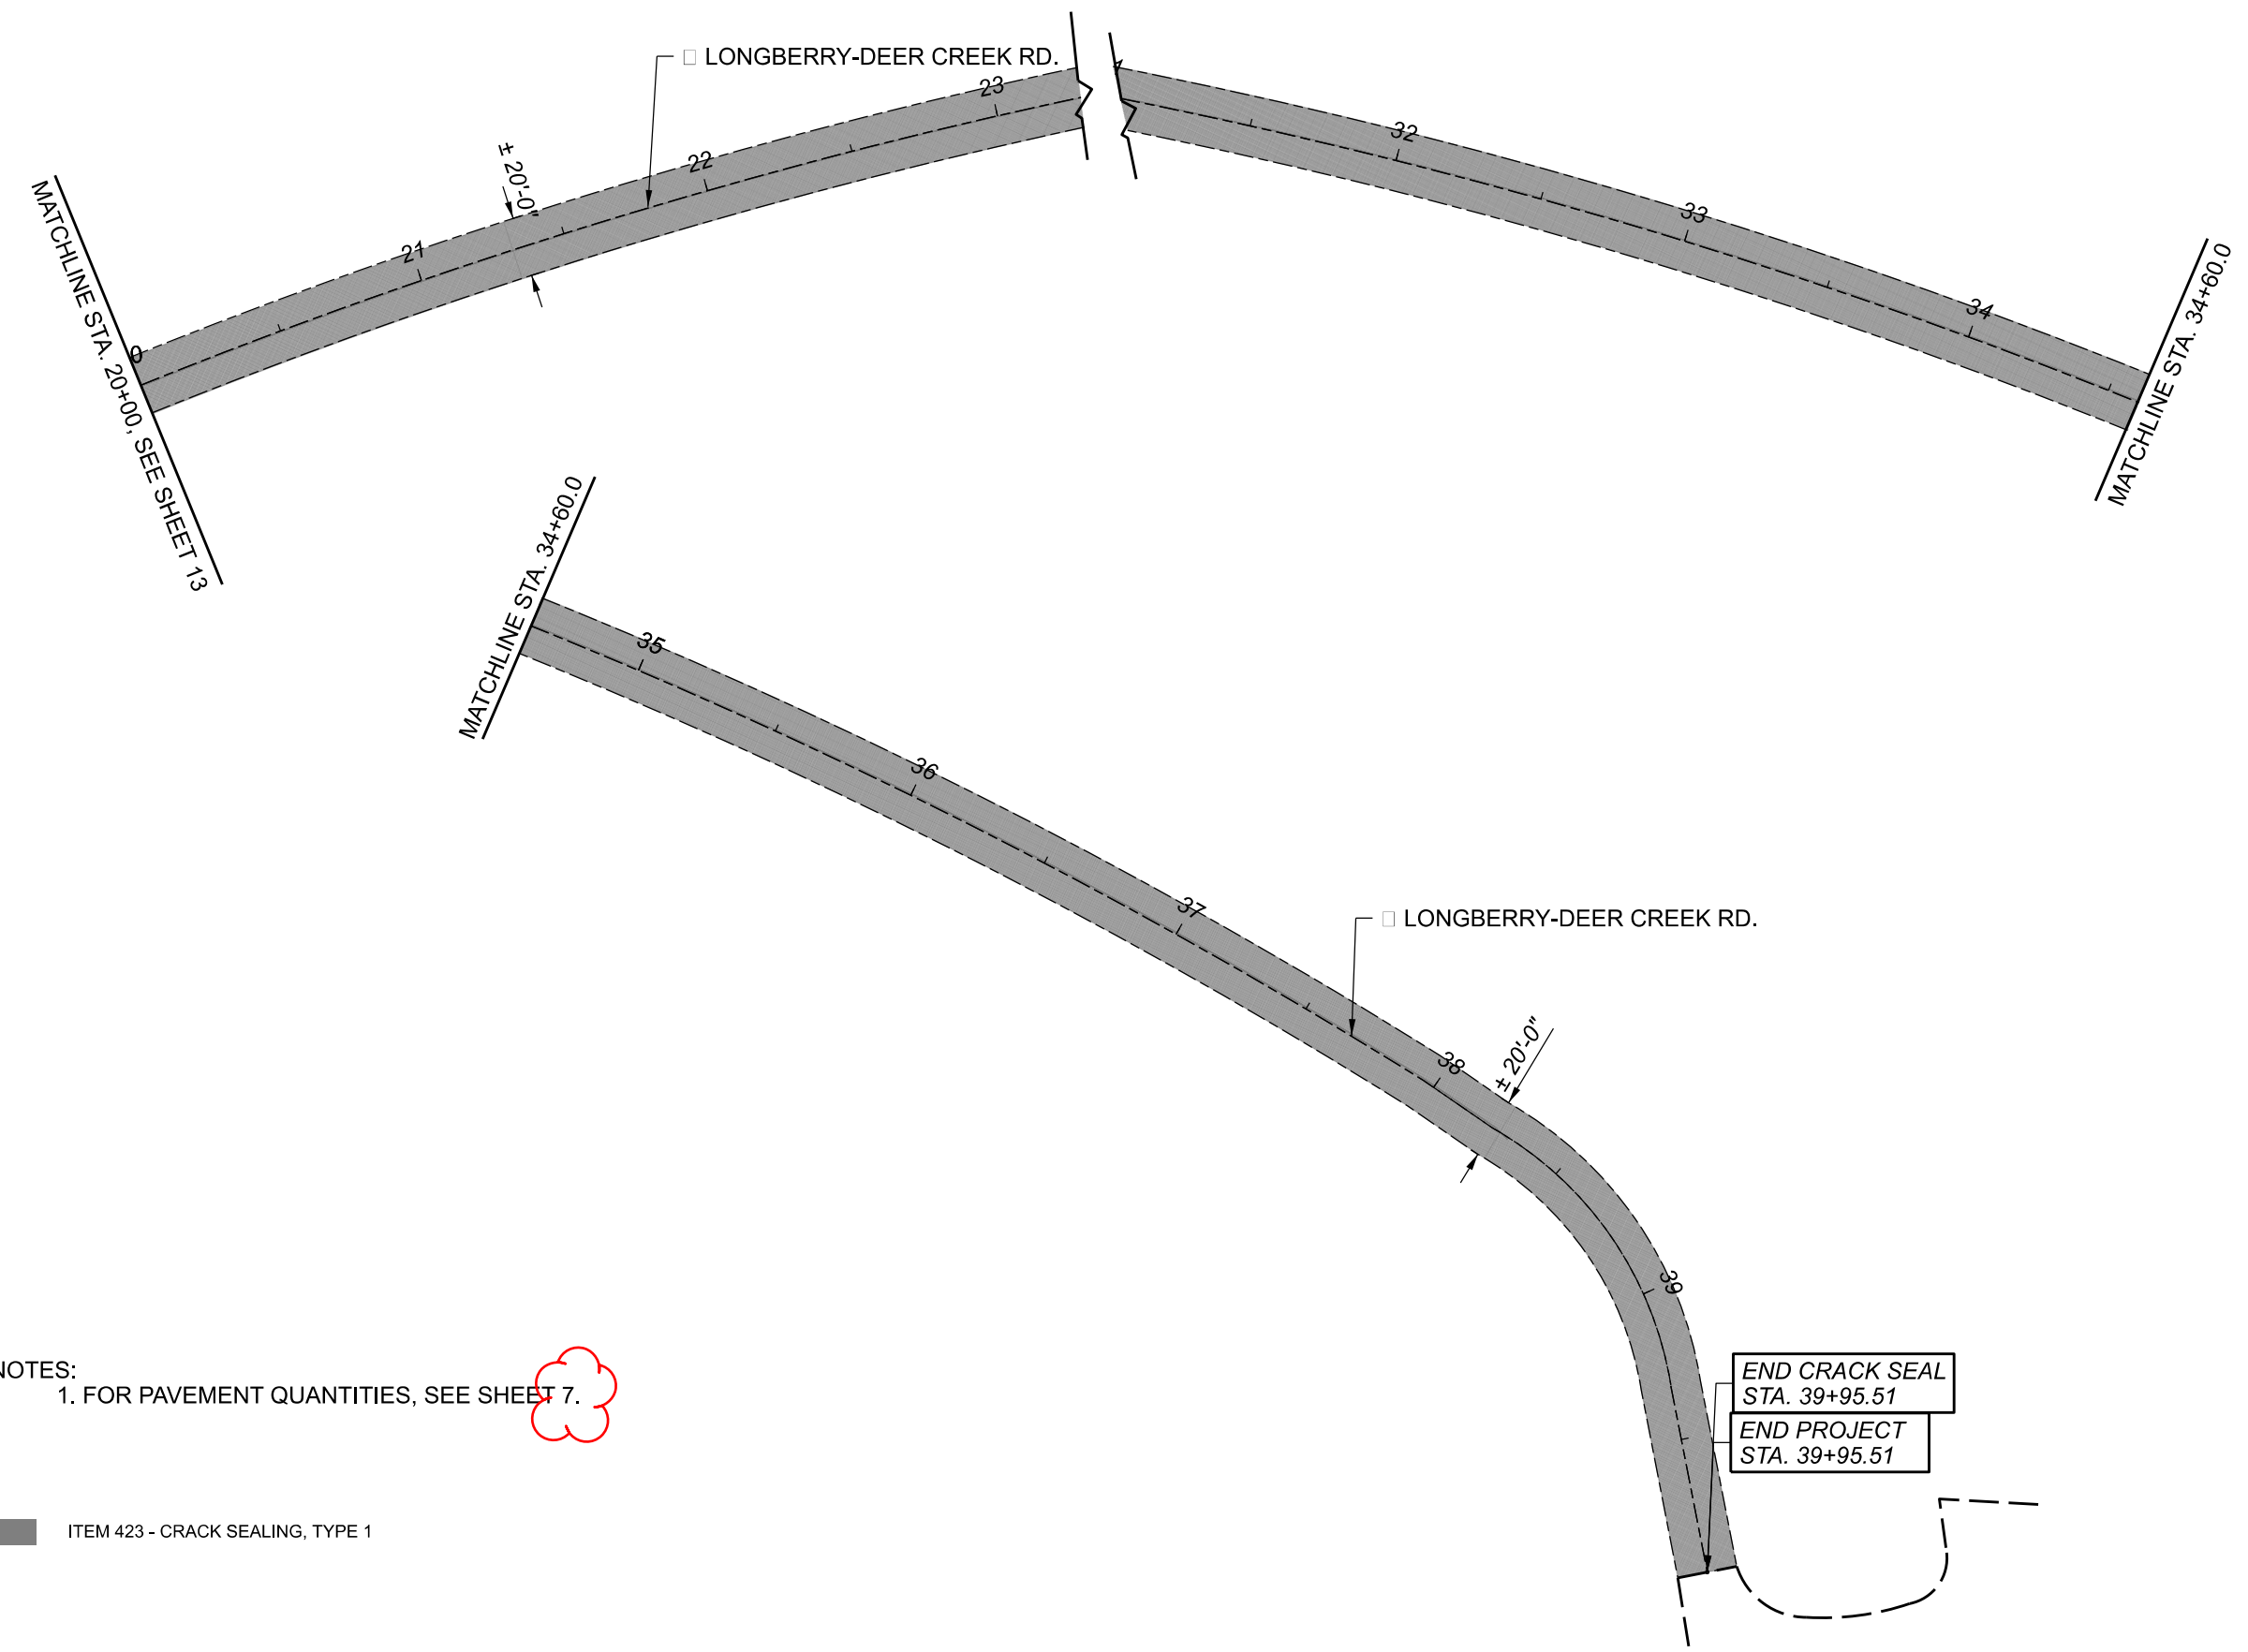 LONGBERRY-DEER CREEK RD.
23
32
22
± 20'-0"
33
21
34
0
MATCHLINE STA. 20+00, SEE SHEET 13
MATCHLINE STA. 34+60.0
MATCHLINE STA. 34+60.0
35
36
37
LONGBERRY-DEER CREEK RD.
38
± 20'-0"
39
END CRACK SEAL
STA. 39+95.51
END PROJECT
STA. 39+95.51
NOTES:
1. FOR PAVEMENT QUANTITIES, SEE SHEET 7.
ITEM 423 - CRACK SEALING, TYPE 1